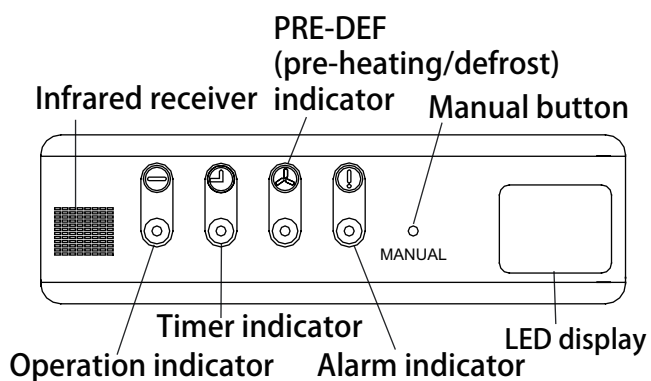 PRE-DEF
(pre-heating/defrost)
indicator
Infrared receiver
Manual button
MANUAL
Timer indicator
LED display
Operation indicator
Alarm indicator